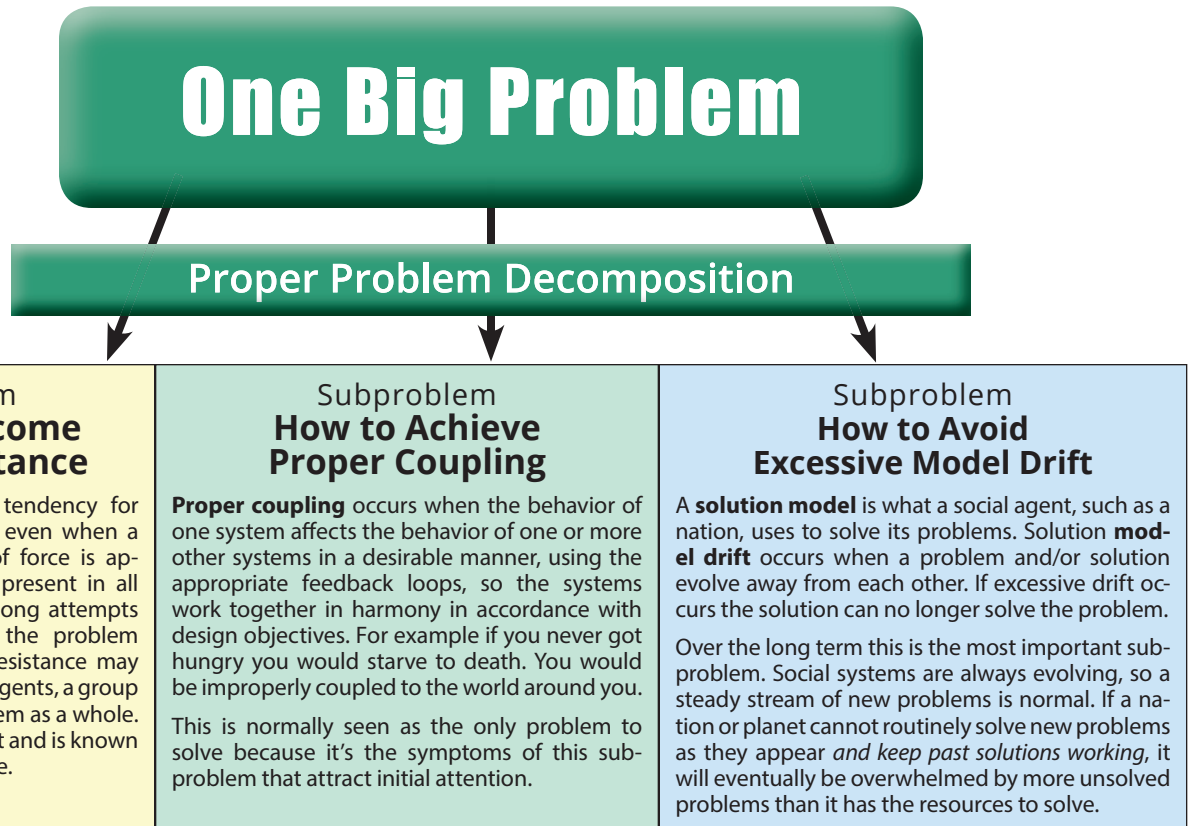 One Big Problem
Proper Problem Decomposition
come
tance
tendency for
even when a
of force is ap-
present in all
ong attempts
the problem
esistance may
gents, a group
em as a whole.
t and is known
e.
Subproblem
How to Achieve
Proper Coupling
Proper coupling occurs when the behavior of
one system affects the behavior of one or more
other systems in a desirable manner, using the
appropriate feedback loops, so the systems
work together in harmony in accordance with
design objectives. For example if you never got
hungry you would starve to death. You would
be improperly coupled to the world around you.
This is normally seen as the only problem to
solve because it's the symptoms of this sub-
problem that attract initial attention.
Subproblem
How to Avoid
Excessive Model Drift
A solution model is what a social agent, such as a
nation, uses to solve its problems. Solution mod-
el drift occurs when a problem and/or solution
evolve away from each other. If excessive drift oc-
curs the solution can no longer solve the problem.
Over the long term this is the most important sub-
problem. Social systems are always evolving, so a
steady stream of new problems is normal. If a na-
tion or planet cannot routinely solve new problems
as they appear and keep past solutions working, it
will eventually be overwhelmed by more unsolved
problems than it has the resources to solve.